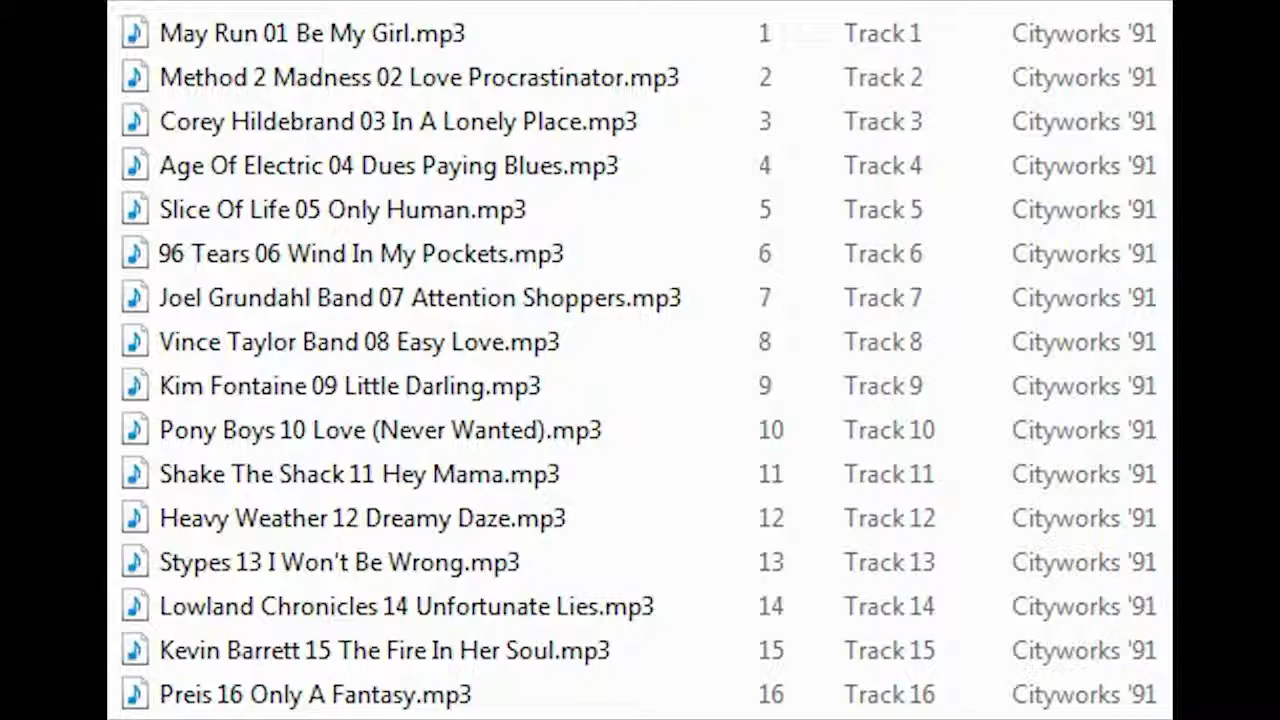 May Run 01 Be My Girl.mp3 1 Track 1 Cityworks '91
Method 2 Madness 02 Love Procrastinator.mp3 2 Track 2 Cityworks '91
Corey Hildebrand 03 In A Lonely Place.mp3 3 Track 3 Cityworks '91
Age Of Electric 04 Dues Paying Blues.mp3 4 Track 4 Cityworks '91
Slice Of Life 05 Only Human.mp3 5 Track 5 Cityworks '91
96 Tears 06 Wind In My Pockets.mp3 6 Track 6 Cityworks '91
Joel Grundahl Band 07 Attention Shoppers.mp3 7 Track 7 Cityworks '91
Vince Taylor Band 08 Easy Love.mp3 8 Track 8 Cityworks '91
Kim Fontaine 09 Little Darling.mp3 9 Track 9 Cityworks '91
Pony Boys 10 Love (Never Wanted).mp3 10 Track 10 Cityworks '91
Shake The Shack 11 Hey Mama.mp3 11 Track 11 Cityworks '91
Heavy Weather 12 Dreamy Daze.mp3 12 Track 12 Cityworks '91
Stypes 13 I Won't Be Wrong.mp3 13 Track 13 Cityworks '91
Lowland Chronicles 14 Unfortunate Lies.mp3 14 Track 14 Cityworks '91
Kevin Barrett 15 The Fire In Her Soul.mp3 15 Track 15 Cityworks '91
Preis 16 Only A Fantasy.mp3 16 Track 16 Cityworks '91